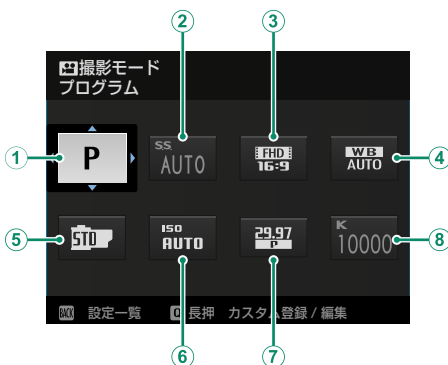 ② ③
撮影モード
プログラム
① P S.S. AUTO FHD 16:9 WB AUTO ④
⑤ STD ISO AUTO 29.97 P K 10000 ⑧
BACK 設定一覧 Q 長押 カスタム登録 / 編集
⑥ ⑦